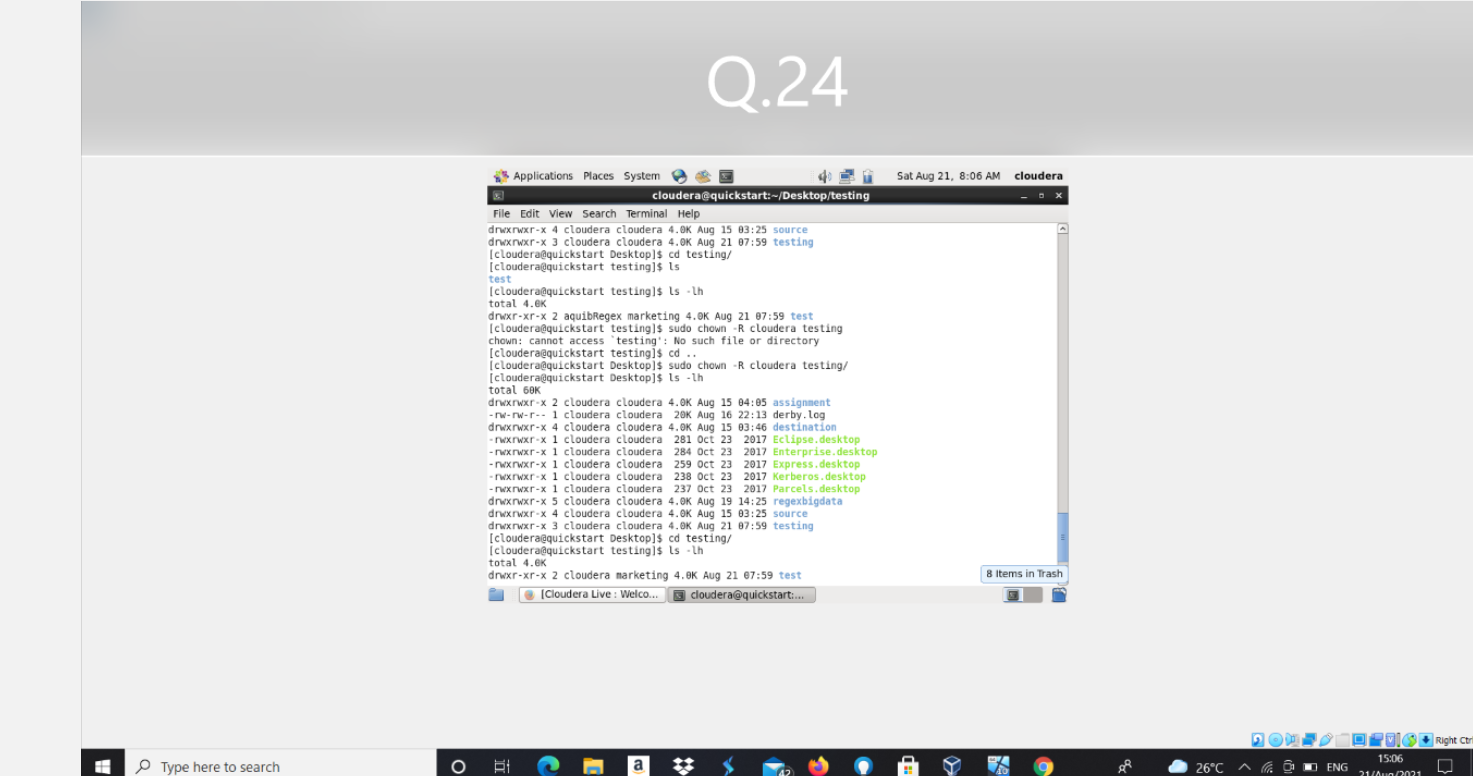 Q.24
Applications Places System Sat Aug 21, 8:06 AM cloudera
cloudera@quickstart:~/Desktop/testing
File Edit View Search Terminal Help
drwxrwxr-x 4 cloudera cloudera 4.0K Aug 15 03:25 source
drwxrwxr-x 3 cloudera cloudera 4.0K Aug 21 07:59 testing
[cloudera@quickstart Desktop]$ cd testing/
[cloudera@quickstart testing]$ ls
test
[cloudera@quickstart testing]$ ls -lh
total 4.0K
drwxr-xr-x 2 aquibRegex marketing 4.0K Aug 21 07:59 test
[cloudera@quickstart testing]$ sudo chown -R cloudera testing
chown: cannot access `testing': No such file or directory
[cloudera@quickstart testing]$ cd ..
[cloudera@quickstart Desktop]$ sudo chown -R cloudera testing/
[cloudera@quickstart Desktop]$ ls -lh
total 60K
drwxrwxr-x 2 cloudera cloudera 4.0K Aug 15 04:05 assignment
-rw-rw-r-- 1 cloudera cloudera  20K Aug 16 22:13 derby.log
drwxrwxr-x 4 cloudera cloudera 4.0K Aug 15 03:46 destination
-rwxrwxr-x 1 cloudera cloudera  281 Oct 23  2017 Eclipse.desktop
-rwxrwxr-x 1 cloudera cloudera  284 Oct 23  2017 Enterprise.desktop
-rwxrwxr-x 1 cloudera cloudera  259 Oct 23  2017 Express.desktop
-rwxrwxr-x 1 cloudera cloudera  238 Oct 23  2017 Kerberos.desktop
-rwxrwxr-x 1 cloudera cloudera  237 Oct 23  2017 Parcels.desktop
drwxrwxr-x 5 cloudera cloudera 4.0K Aug 19 14:25 regexbigdata
drwxrwxr-x 4 cloudera cloudera 4.0K Aug 15 03:25 source
drwxrwxr-x 3 cloudera cloudera 4.0K Aug 21 07:59 testing
[cloudera@quickstart Desktop]$ cd testing/
[cloudera@quickstart testing]$ ls -lh
total 4.0K
drwxr-xr-x 2 cloudera marketing 4.0K Aug 21 07:59 test
8 Items in Trash
[Cloudera Live : Welco... cloudera@quickstart:...
Right Ctrl
Type here to search 42 26°C ENG 15:06
21/Aug/2021